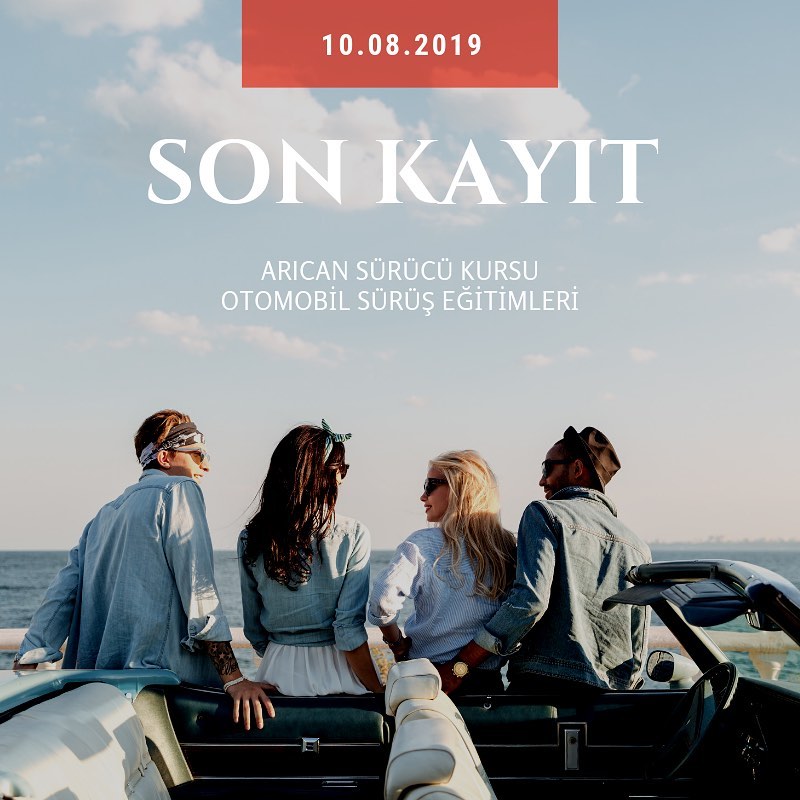 10.08.2019
SON KAYIT
ARICAN SÜRÜCÜ KURSU
OTOMOBİL SÜRÜŞ EĞİTİMLERİ